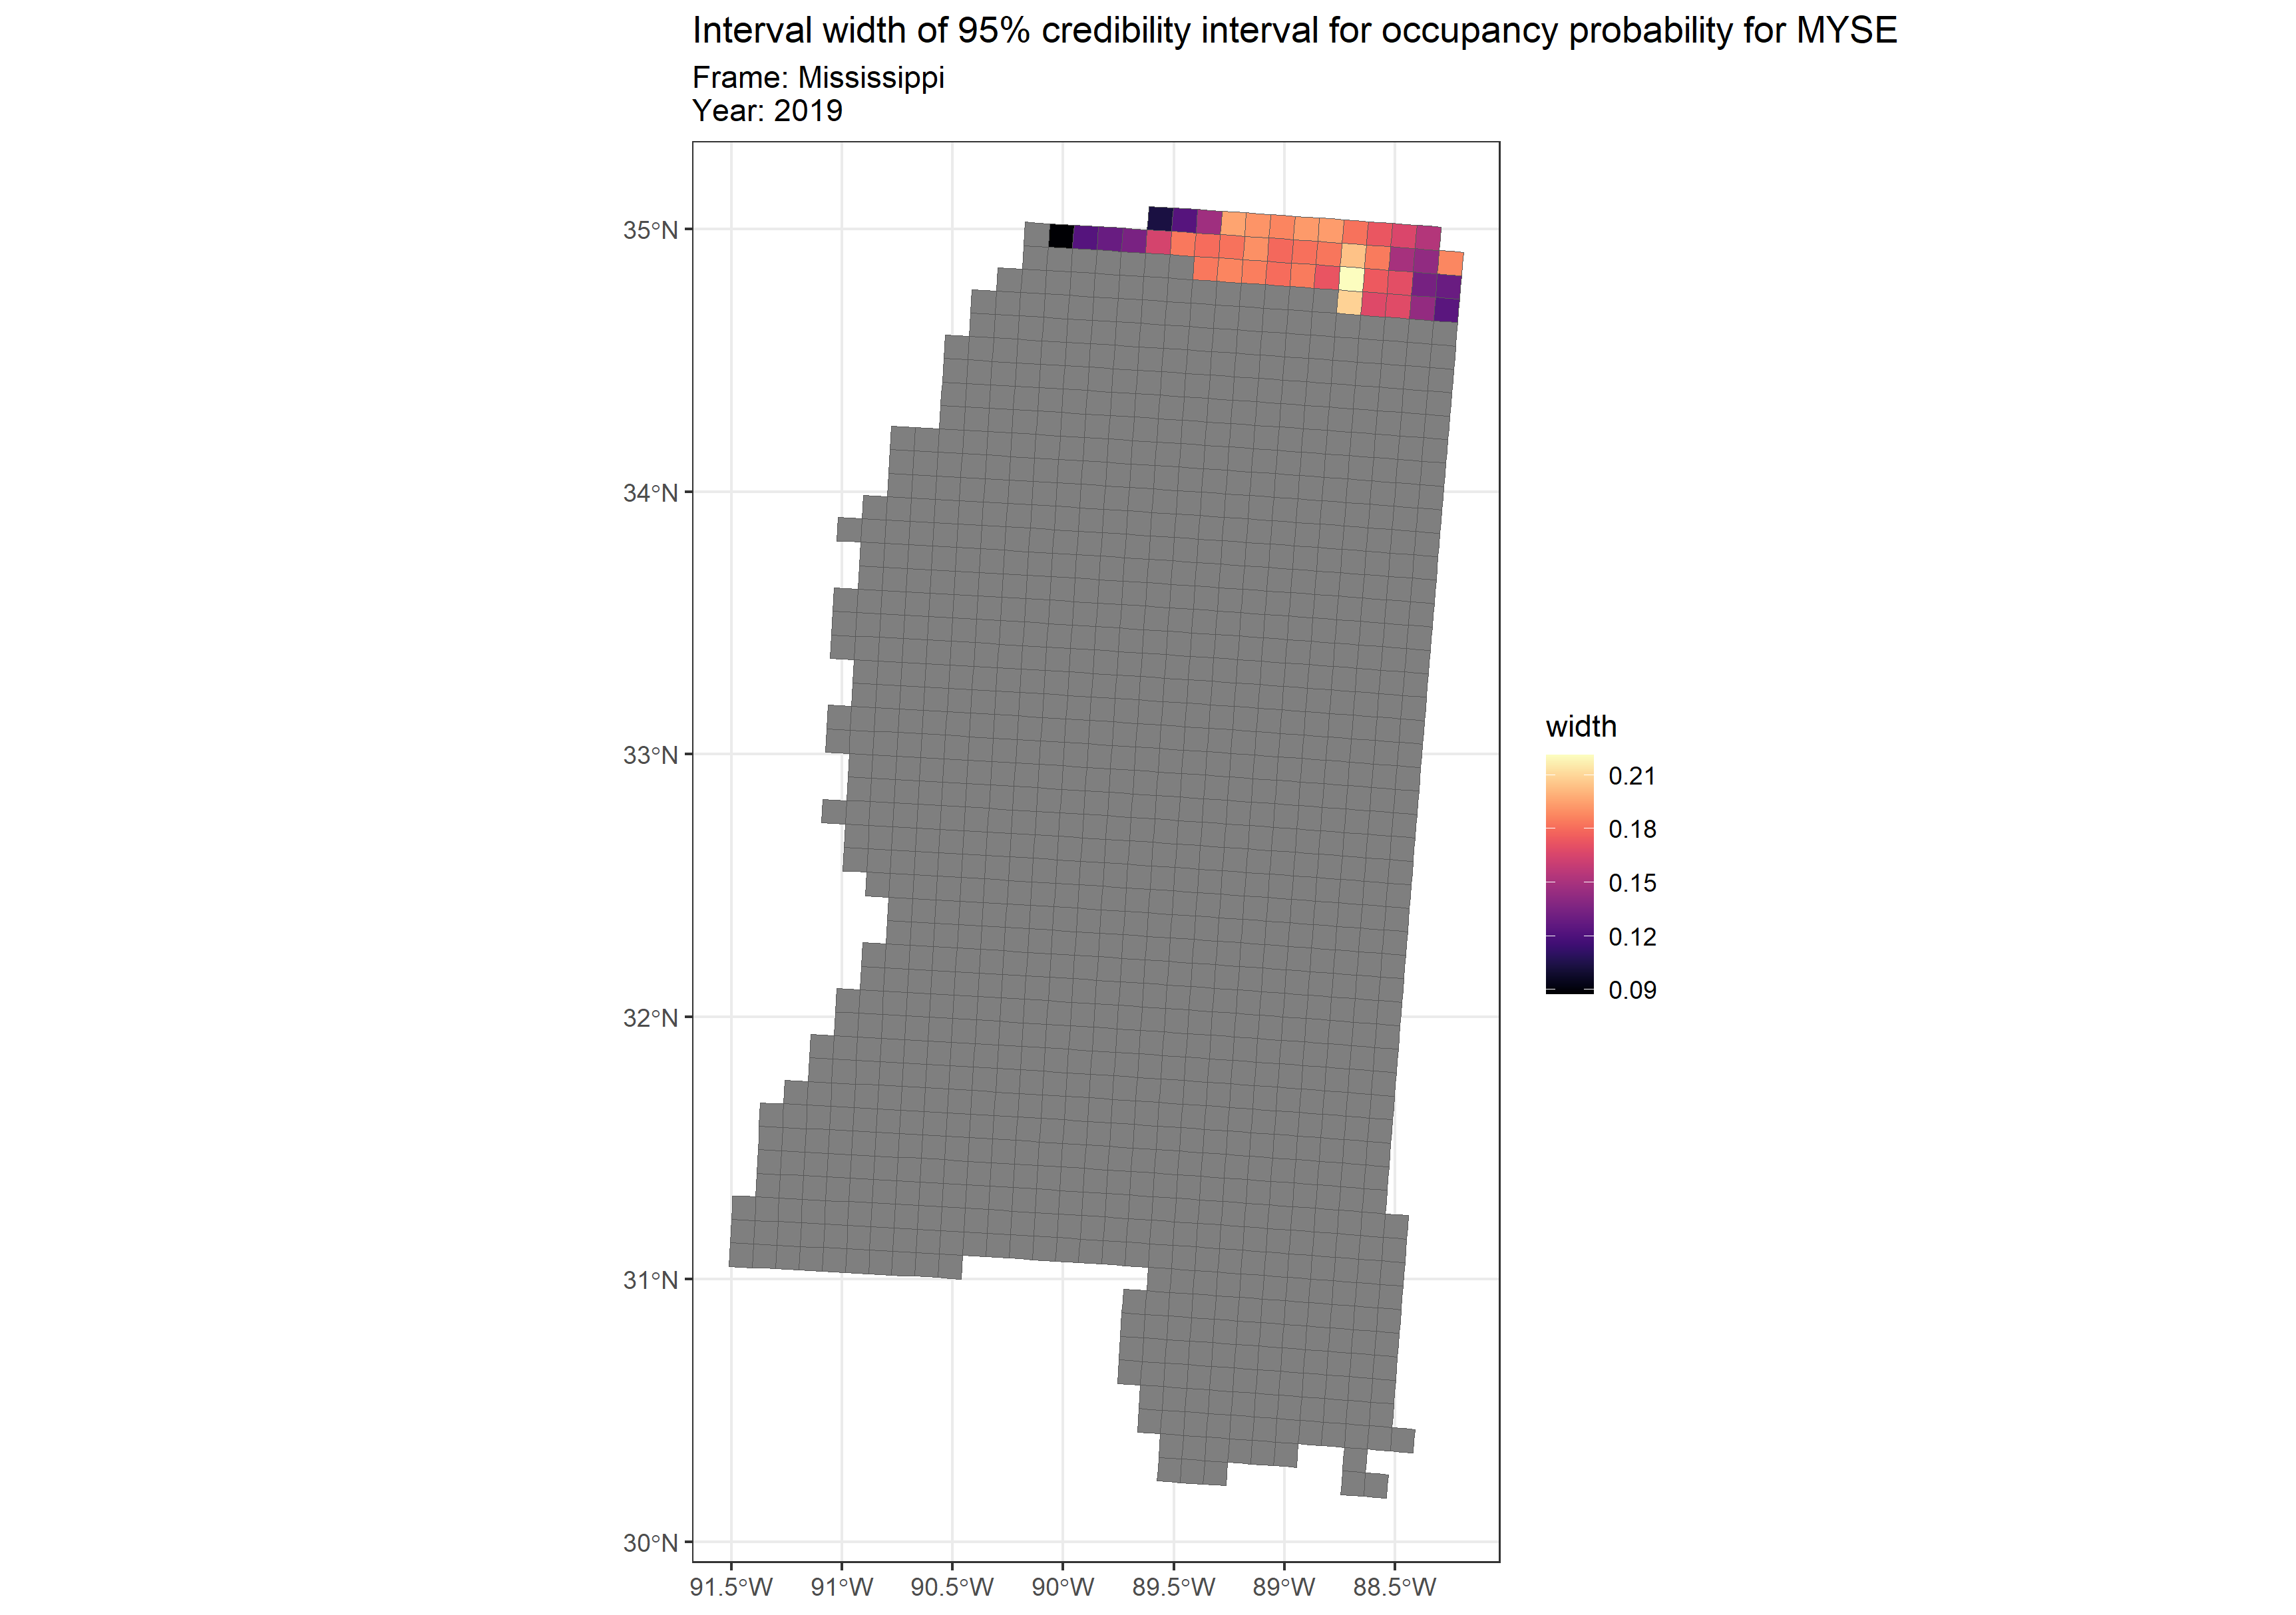 Interval width of 95% credibility interval for occupancy probability for MYSE
Frame: Mississippi
Year: 2019
35°N
34°N
33°N
32°N
31°N
30°N
91.5°W
91°W
90.5°W
90°W
89.5°W
89°W
88.5°W
width
0.21
0.18
0.15
0.12
0.09